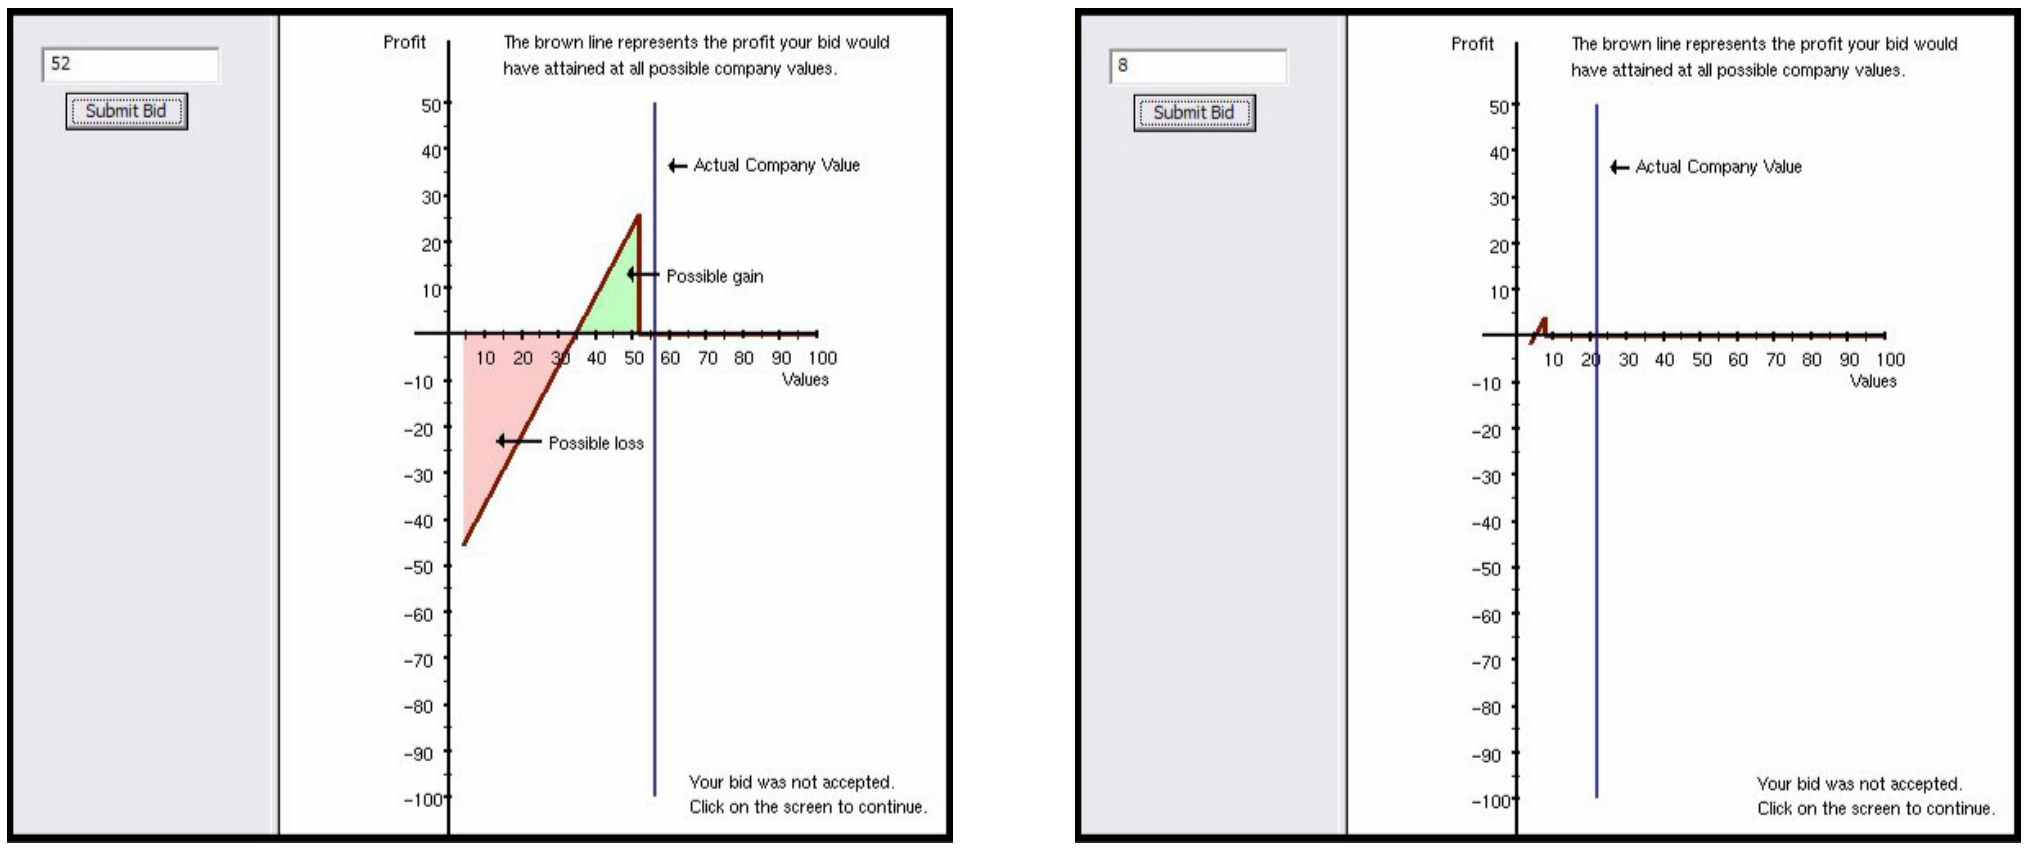 52
Submit Bid
Profit
The brown line represents the profit your bid would
have attained at all possible company values.
50
40
30
20
10
Actual Company Value
Possible gain
10 20 30 40 50 60 70 80 90 100
Values
-10
-20
-30
-40
-50
-60
-70
-80
-90
-100
Possible loss
Your bid was not accepted.
Click on the screen to continue.
8
Submit Bid
Profit
The brown line represents the profit your bid would
have attained at all possible company values.
50
40
30
20
10
Actual Company Value
10 20 30 40 50 60 70 80 90 100
Values
-10
-20
-30
-40
-50
-60
-70
-80
-90
-100
Your bid was not accepted.
Click on the screen to continue.